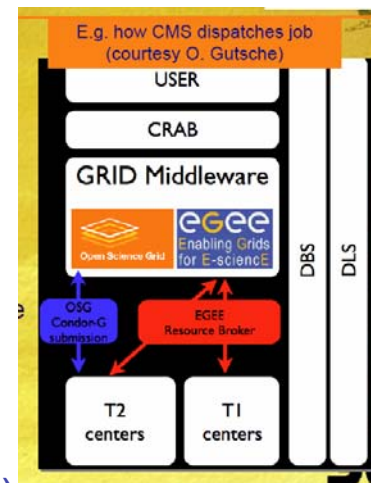 E.g. how CMS dispatches job
(courtesy O. Gutsche)
USER
CRAB
GRID Middleware
Open Science Grid
eGee
Enabling Grids
for E-sciencE
OSG
Condor-G
submission
EGEE
Resource Broker
T2
centers
T1
centers
DBS
DLS
e
)